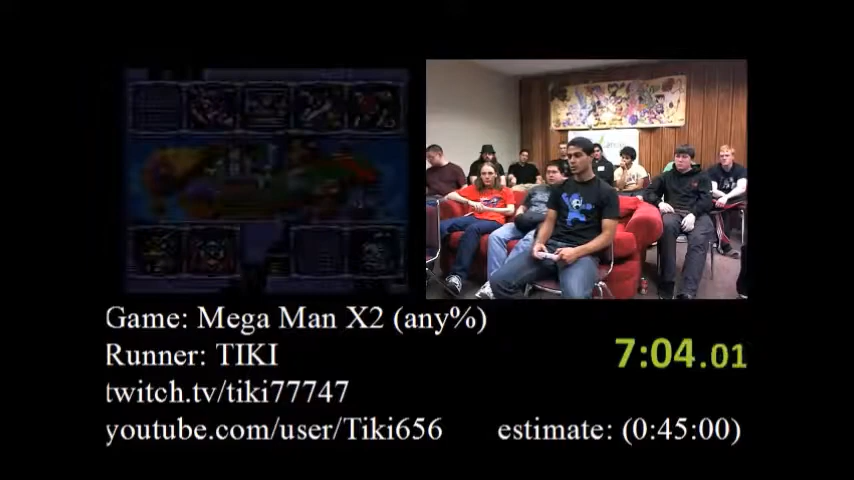 Game: Mega Man X2 (any%)
Runner: TIKI
7:04.01
twitch.tv/tiki77747
youtube.com/user/Tiki656
estimate: (0:45:00)